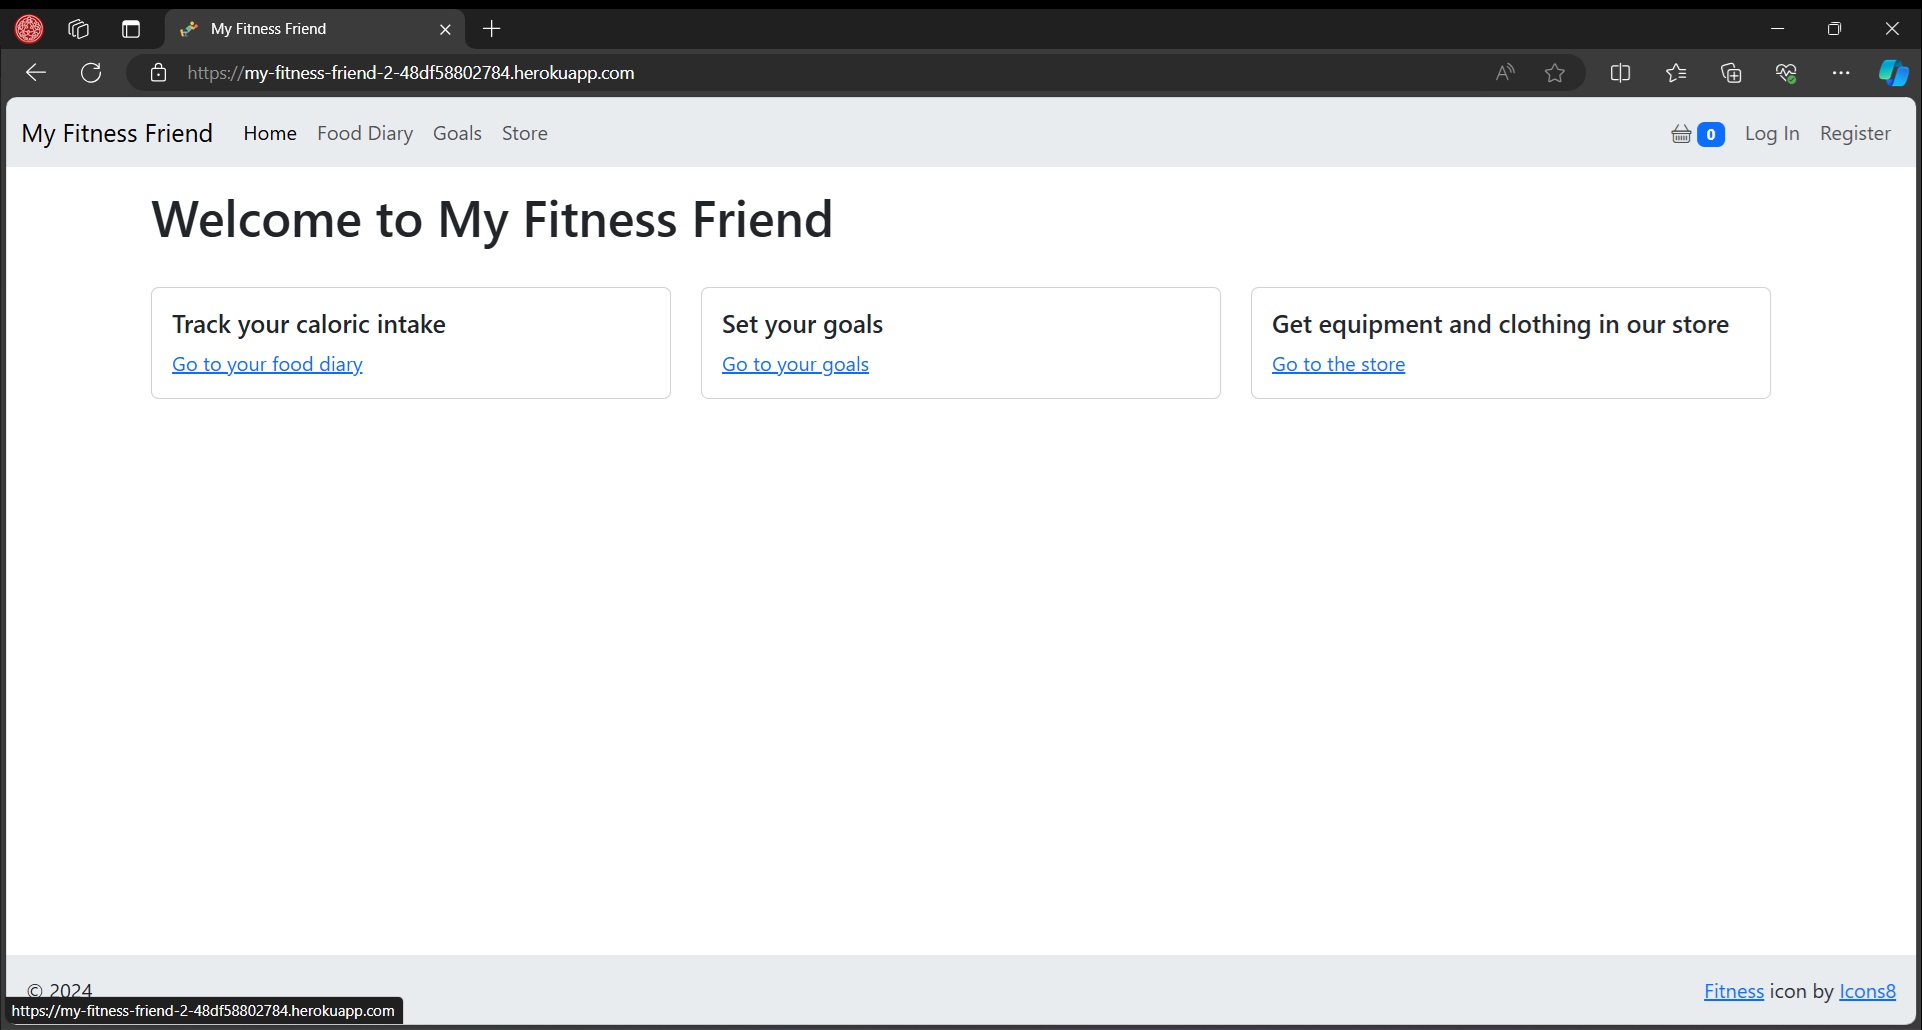 My Fitness Friend
https://my-fitness-friend-2-48df58802784.herokuapp.com
My Fitness Friend Home Food Diary Goals Store 0 Log In Register
Welcome to My Fitness Friend
Track your caloric intake
Go to your food diary
Set your goals
Go to your goals
Get equipment and clothing in our store
Go to the store
© 2024
Fitness icon by Icons8
https://my-fitness-friend-2-48df58802784.herokuapp.com